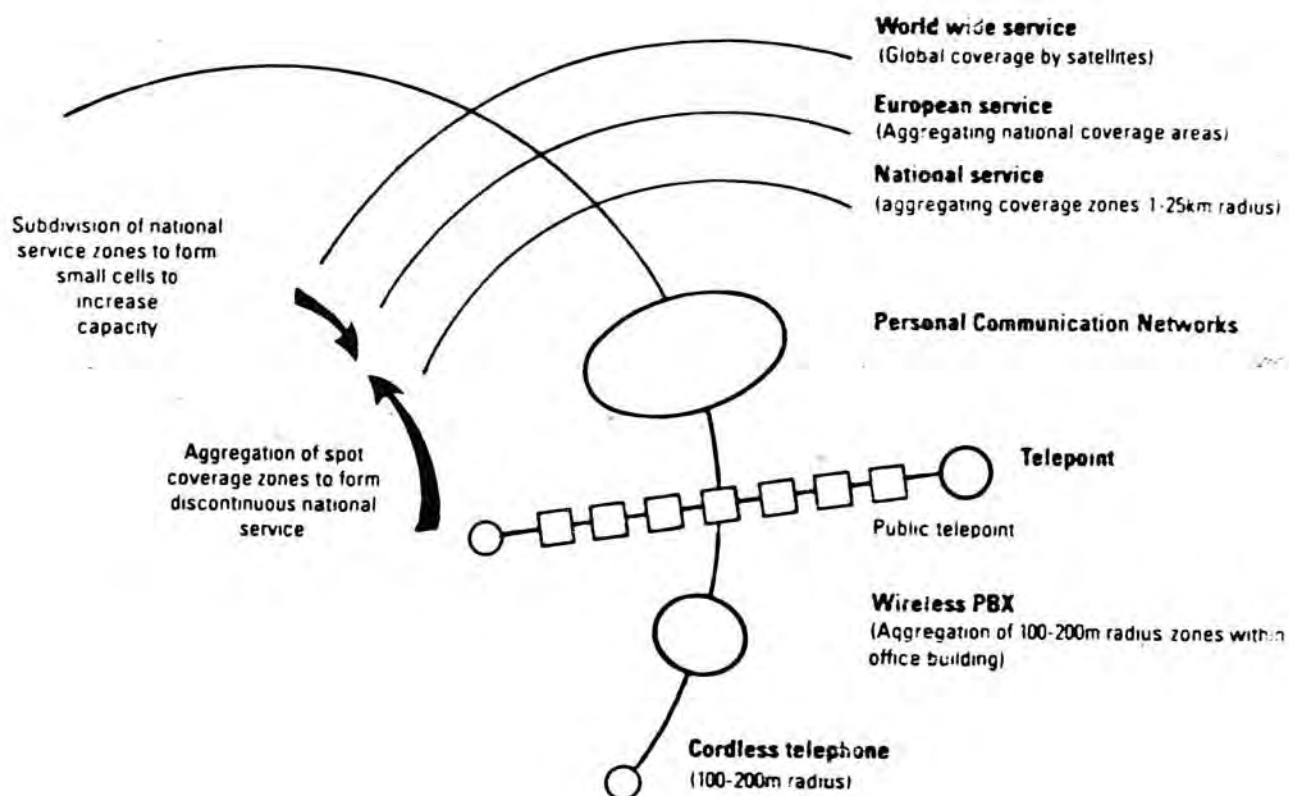 World wide service
(Global coverage by satellites)
European service
(Aggregating national coverage areas)
National service
(aggregating coverage zones 1-25km radius)
Subdivision of national
service zones to form
small cells to
increase
capacity
Personal Communication Networks
Aggregation of spot
coverage zones to form
discontinuous national
service
Telepoint
Public telepoint
Wireless PBX
(Aggregation of 100-200m radius zones within
office building)
Cordless telephone
(100-200m radius)